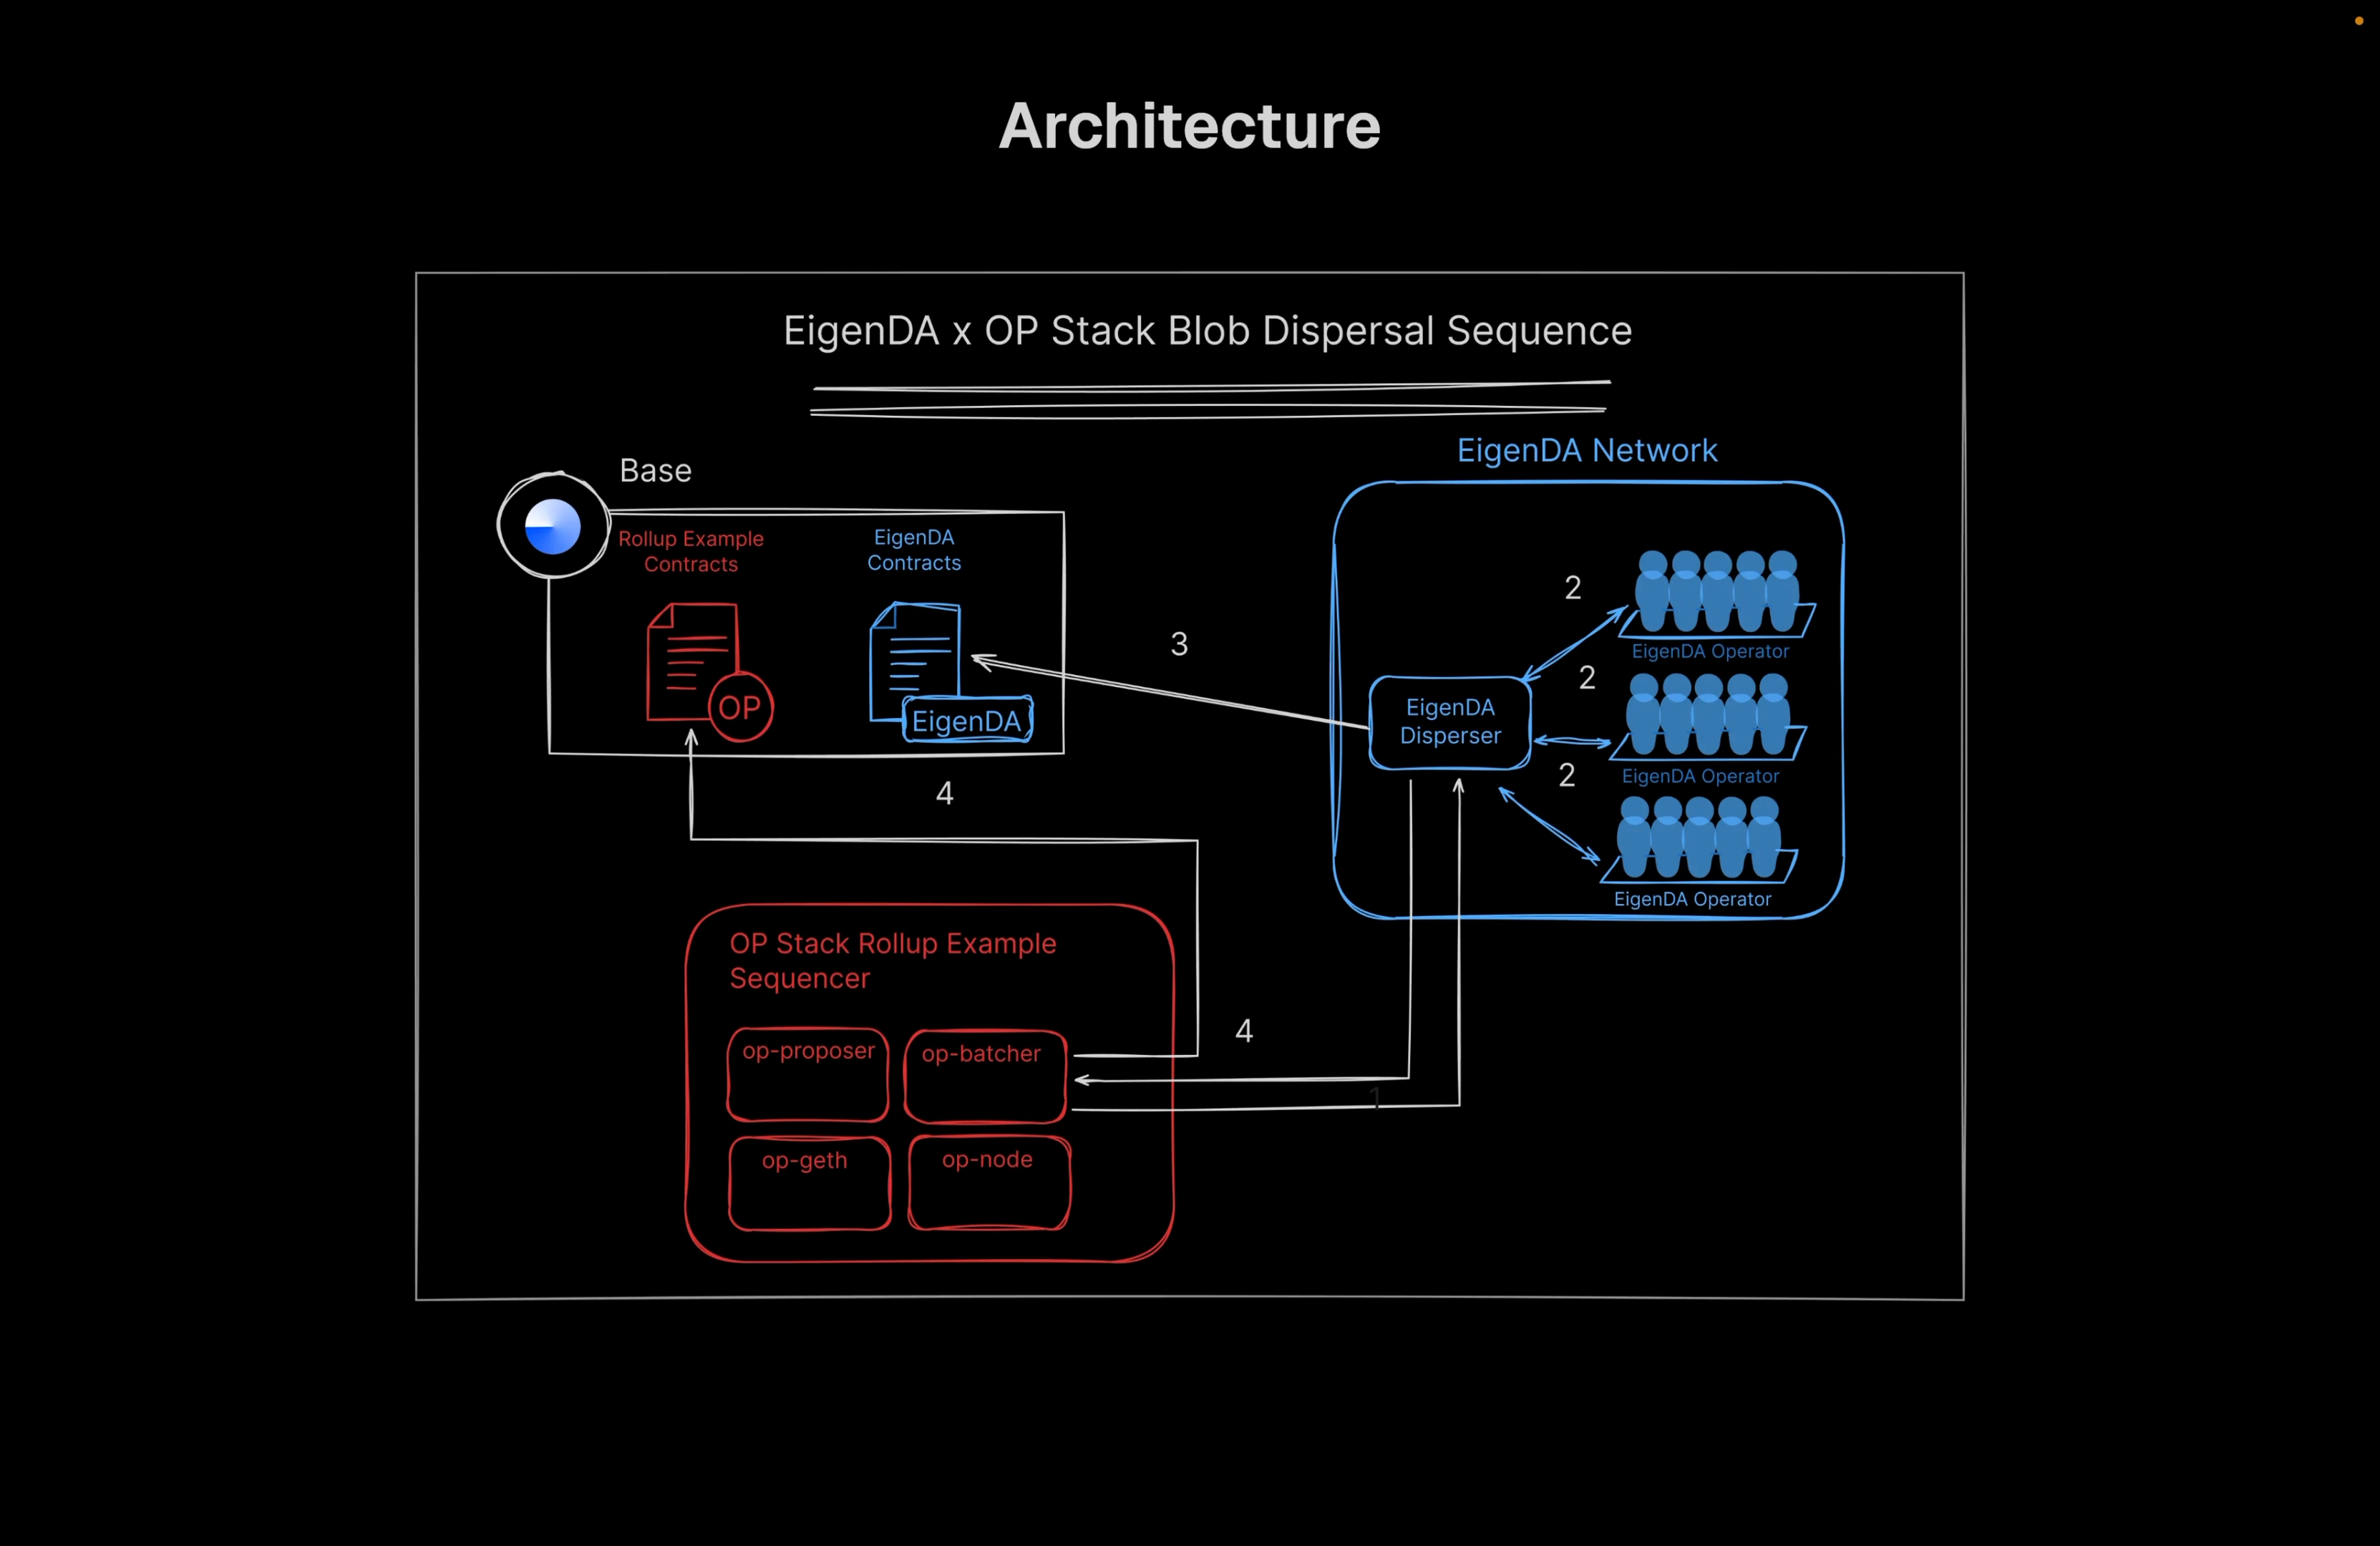 Architecture
EigenDA x OP Stack Blob Dispersal Sequence
Base
Rollup Example
Contracts
OP
EigenDA
Contracts
EigenDA
3
4
EigenDA Network
EigenDA
Disperser
2
2
2
EigenDA Operator
EigenDA Operator
EigenDA Operator
OP Stack Rollup Example
Sequencer
op-proposer
op-batcher
op-geth
op-node
4
1